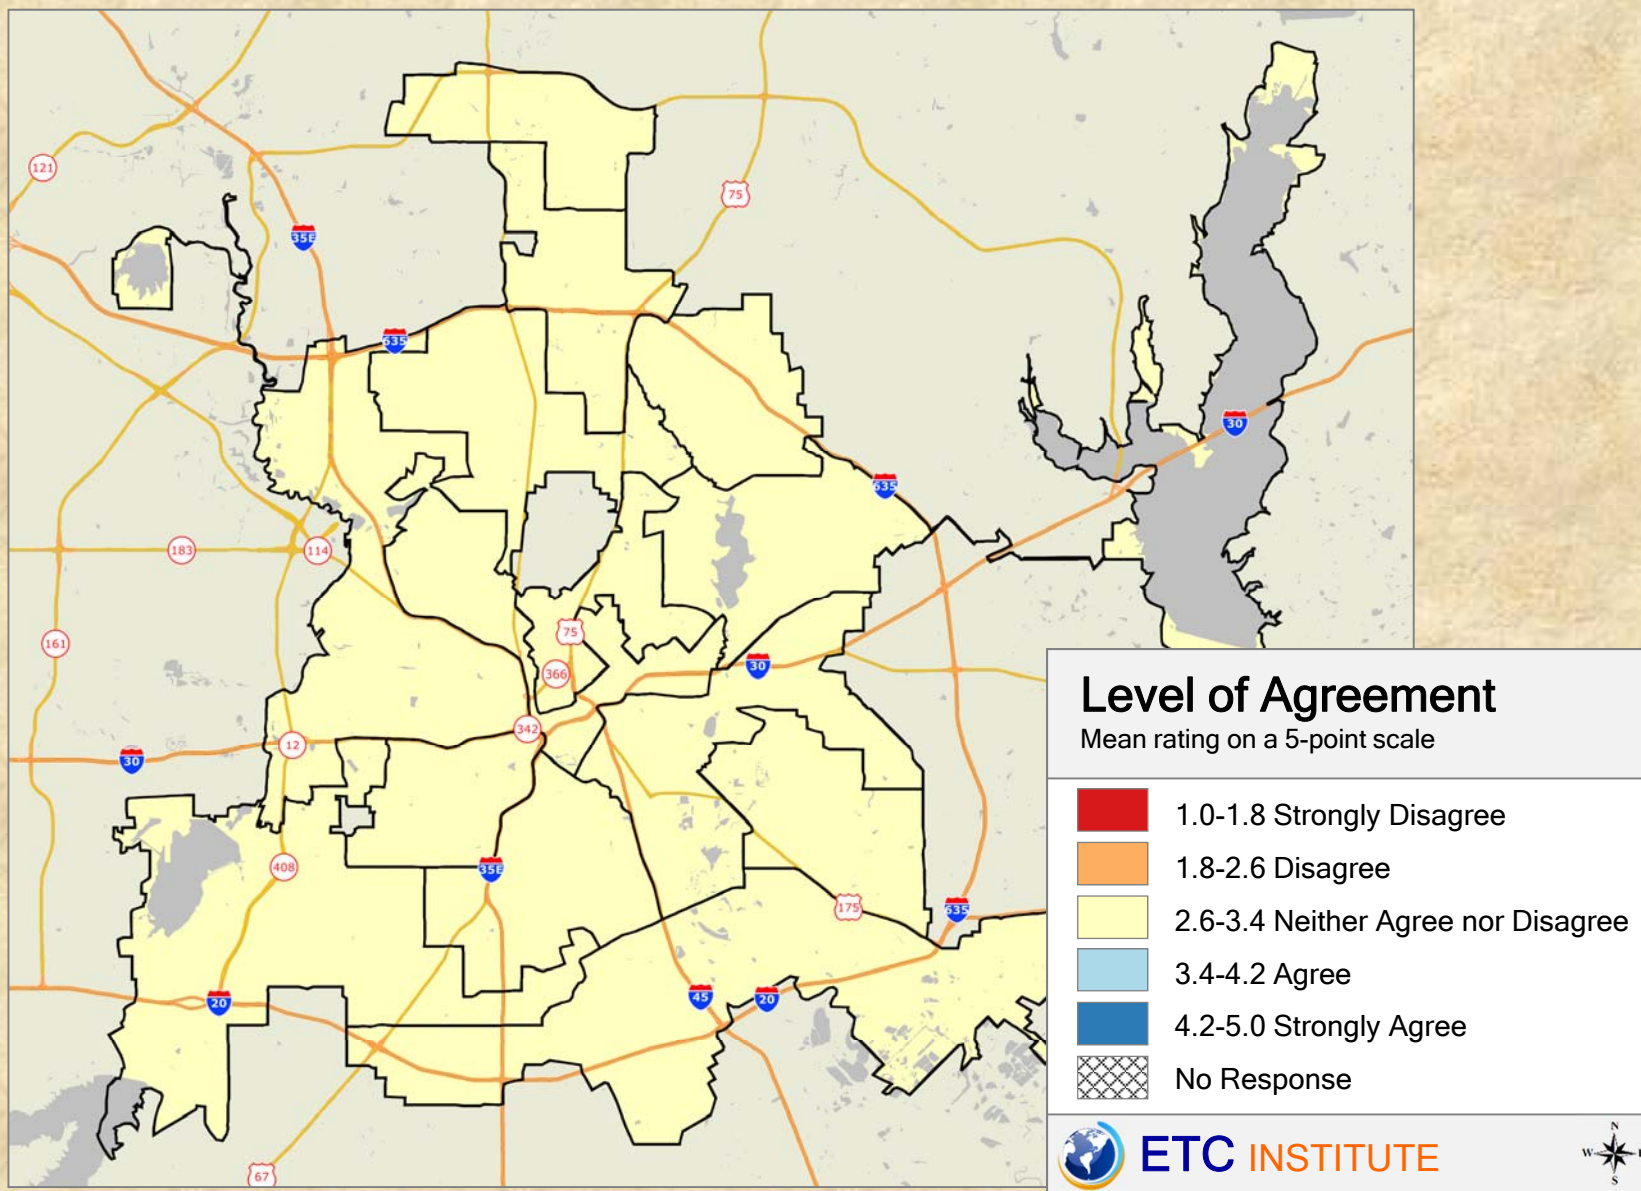 121
75
35E
635
30
635
183
114
161
75
366
30
342
12
30
408
35E
175
635
20
45
20
67
Level of Agreement
Mean rating on a 5-point scale
1.0-1.8 Strongly Disagree
1.8-2.6 Disagree
2.6-3.4 Neither Agree nor Disagree
3.4-4.2 Agree
4.2-5.0 Strongly Agree
No Response
ETC INSTITUTE
N
W
S